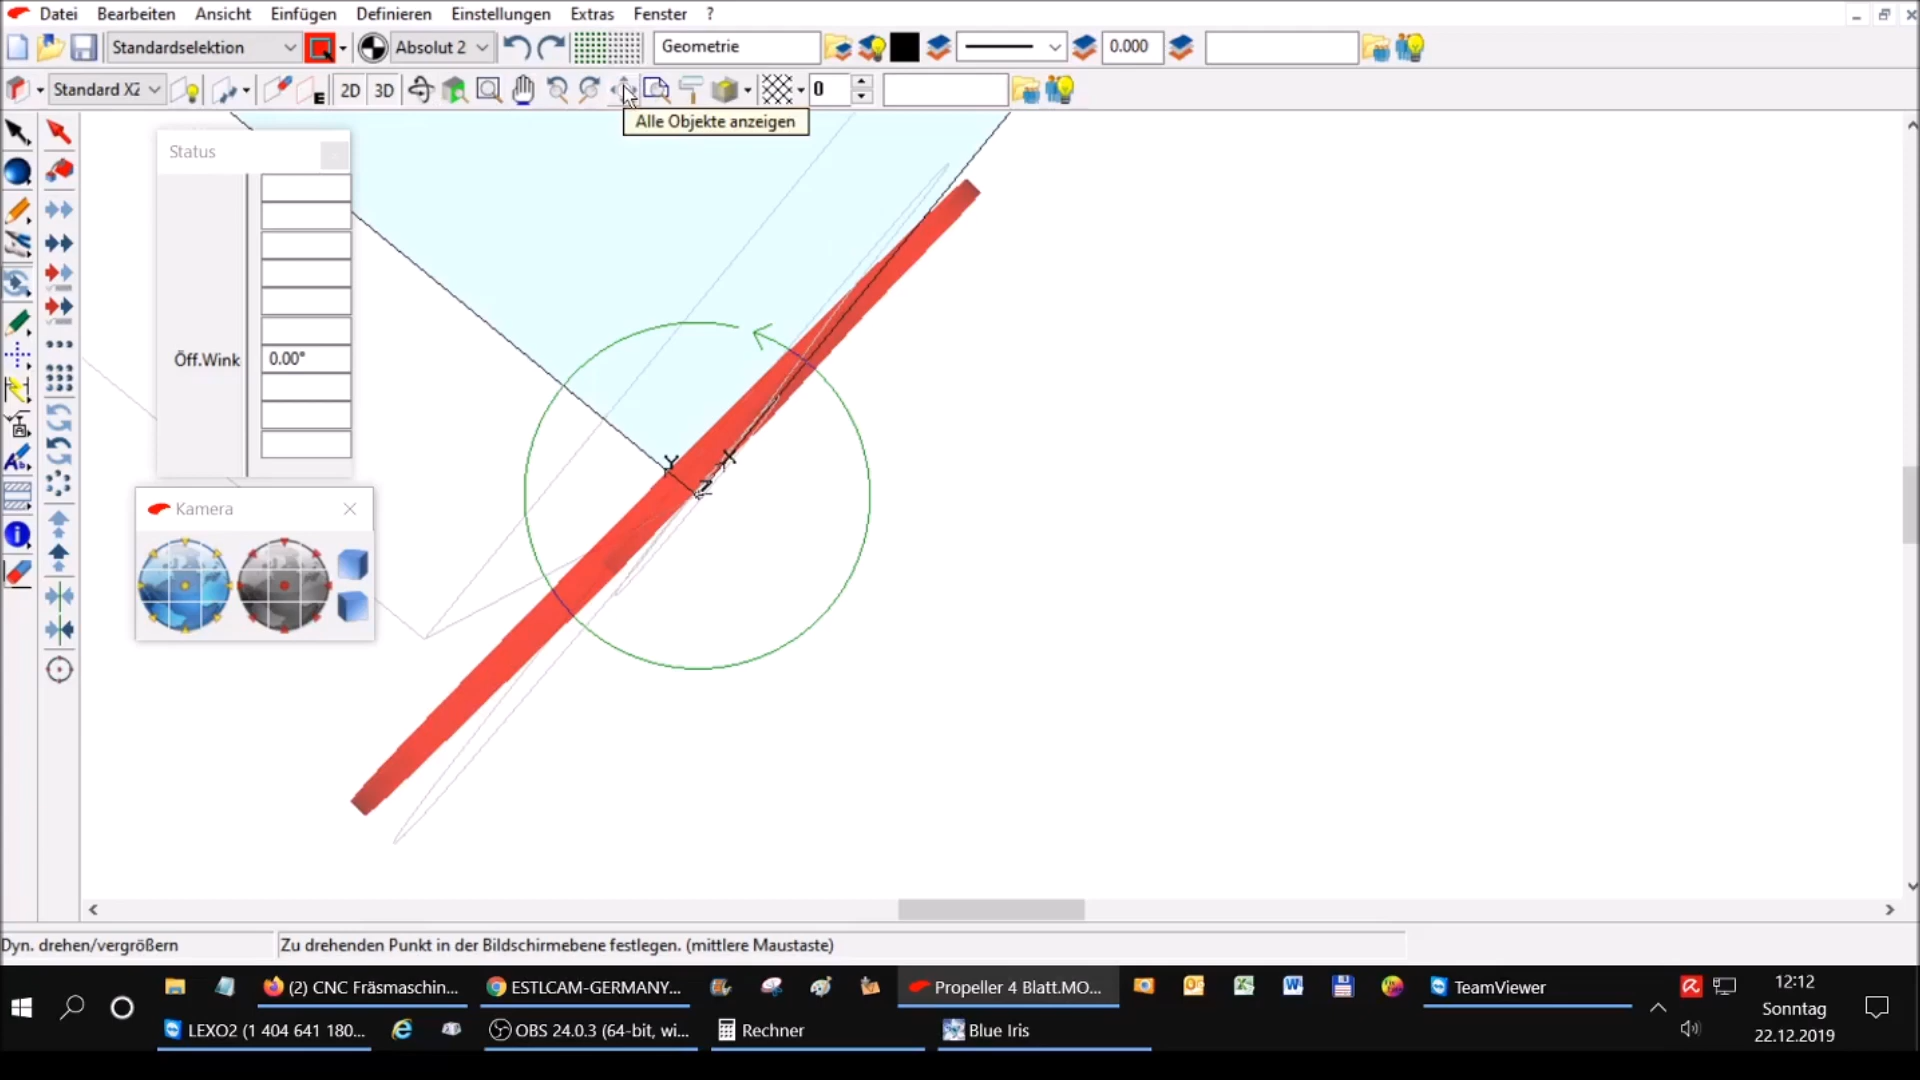 Datei Bearbeiten Ansicht Einfügen Definieren Einstellungen Extras Fenster ?
Standardselektion Absolut 2 Geometrie 0.000
Standard XZ 2D 3D 0
Alle Objekte anzeigen
Status
Öff.Wink 0.00°
Kamera
Y X
Z
Dyn. drehen/vergrößern Zu drehenden Punkt in der Bildschirmebene festlegen. (mittlere Maustaste)
(2) CNC Fräsmaschin... ESTLCAM-GERMANY... Propeller 4 Blatt.MO... TeamViewer
12:12
Sonntag
22.12.2019
LEXO2 (1 404 641 180... OBS 24.0.3 (64-bit, wi... Rechner Blue Iris